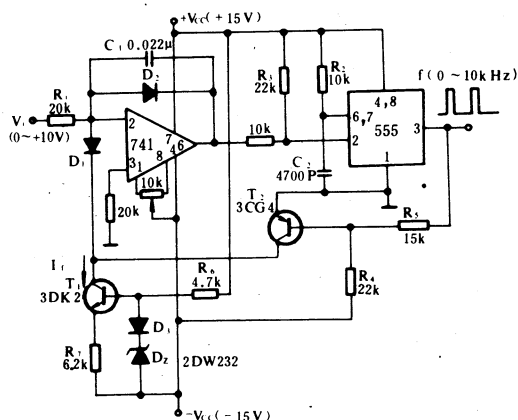 +Vcc(+15V)
C₁ 0.022μ
D₂
R₁
20k
Vᵢ
(0~+10V)
2
741
3
1
8
7
4
6
10k
20k
D₁
10k
R₃
22k
R₂
10k
4,8
6,7
555
3
2
1
f(0~10kHz)
C₂
4700P
T₂
3CG4
R₅
15k
R₄
22k
I₁
T₁
3DK2
R₆
4.7k
R₇
6.2k
D₃
D𝗓
2DW232
-Vcc(-15V)